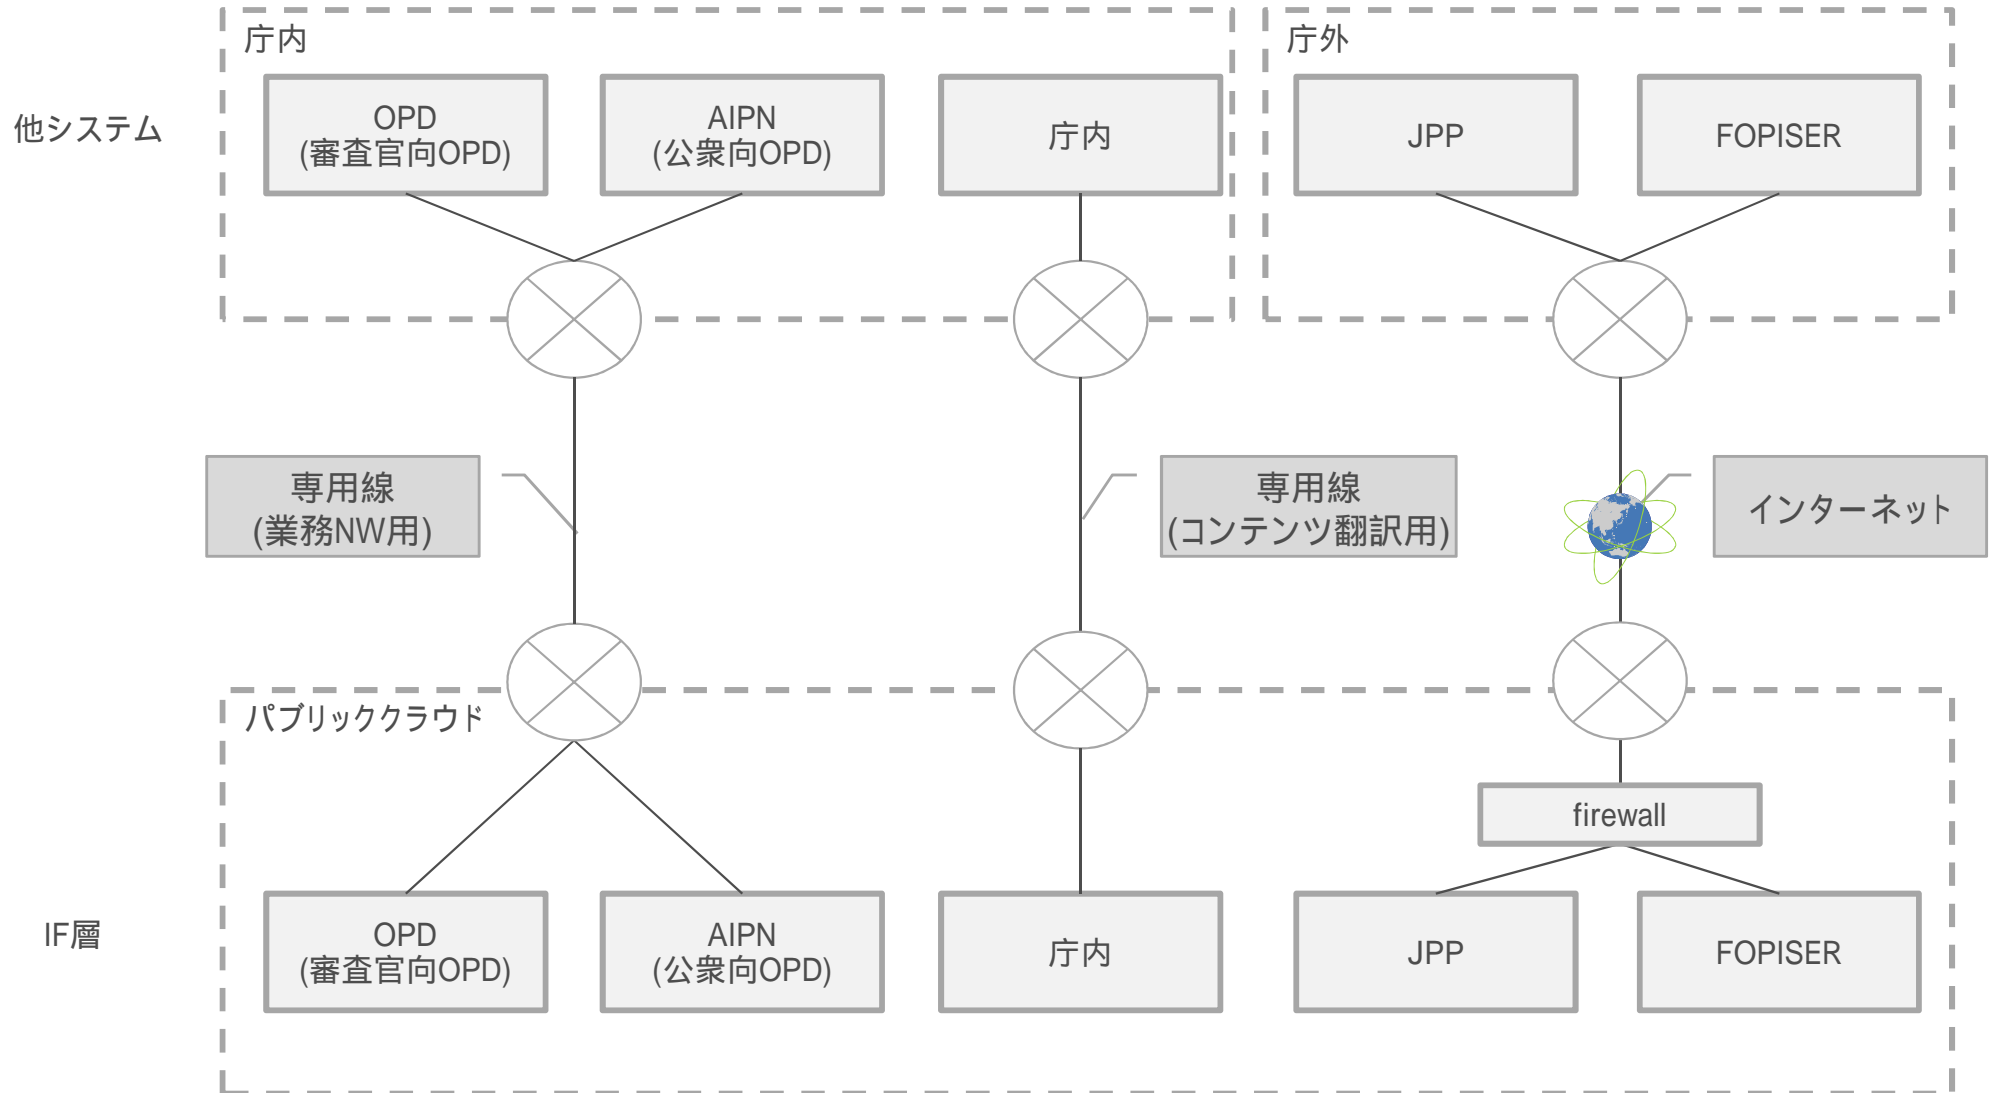 庁内
庁外
他システム
OPD
(審査官向OPD)
AIPN
(公衆向OPD)
庁内
JPP
FOPISER
専用線
(業務NW用)
専用線
(コンテンツ翻訳用)
インターネット
パブリッククラウド
firewall
IF層
OPD
(審査官向OPD)
AIPN
(公衆向OPD)
庁内
JPP
FOPISER